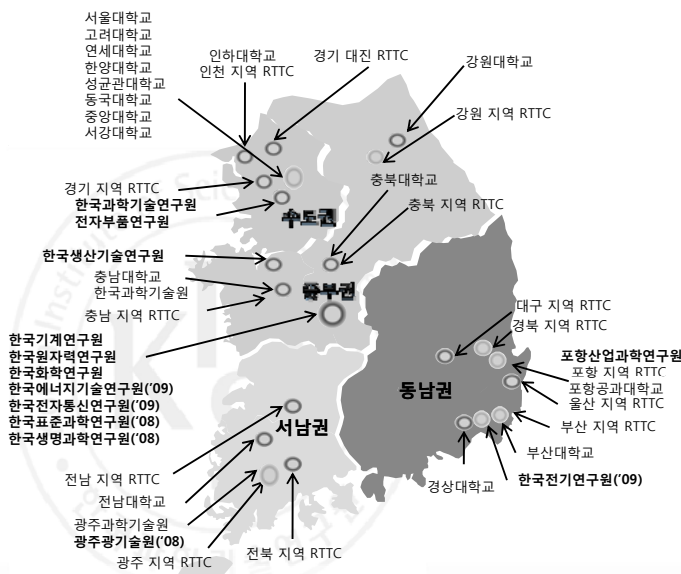 서울대학교
고려대학교
연세대학교
한양대학교
성균관대학교
동국대학교
중앙대학교
서강대학교
인하대학교
인천 지역 RTTC
경기 대진 RTTC
강원대학교
강원 지역 RTTC
경기 지역 RTTC
한국과학기술연구원
전자부품연구원
수도권
충북대학교
충북 지역 RTTC
한국생산기술연구원
충남대학교
한국과학기술원
충남 지역 RTTC
중부권
한국기계연구원
한국원자력연구원
한국화학연구원
한국에너지기술연구원('09)
한국전자통신연구원('09)
한국표준과학연구원('08)
한국생명과학연구원('08)
대구 지역 RTTC
경북 지역 RTTC
포항산업과학연구원
포항 지역 RTTC
포항공과대학교
울산 지역 RTTC
부산 지역 RTTC
부산대학교
한국전기연구원('09)
경상대학교
동남권
서남권
전남 지역 RTTC
전남대학교
광주과학기술원
광주광기술원('08)
광주 지역 RTTC
전북 지역 RTTC